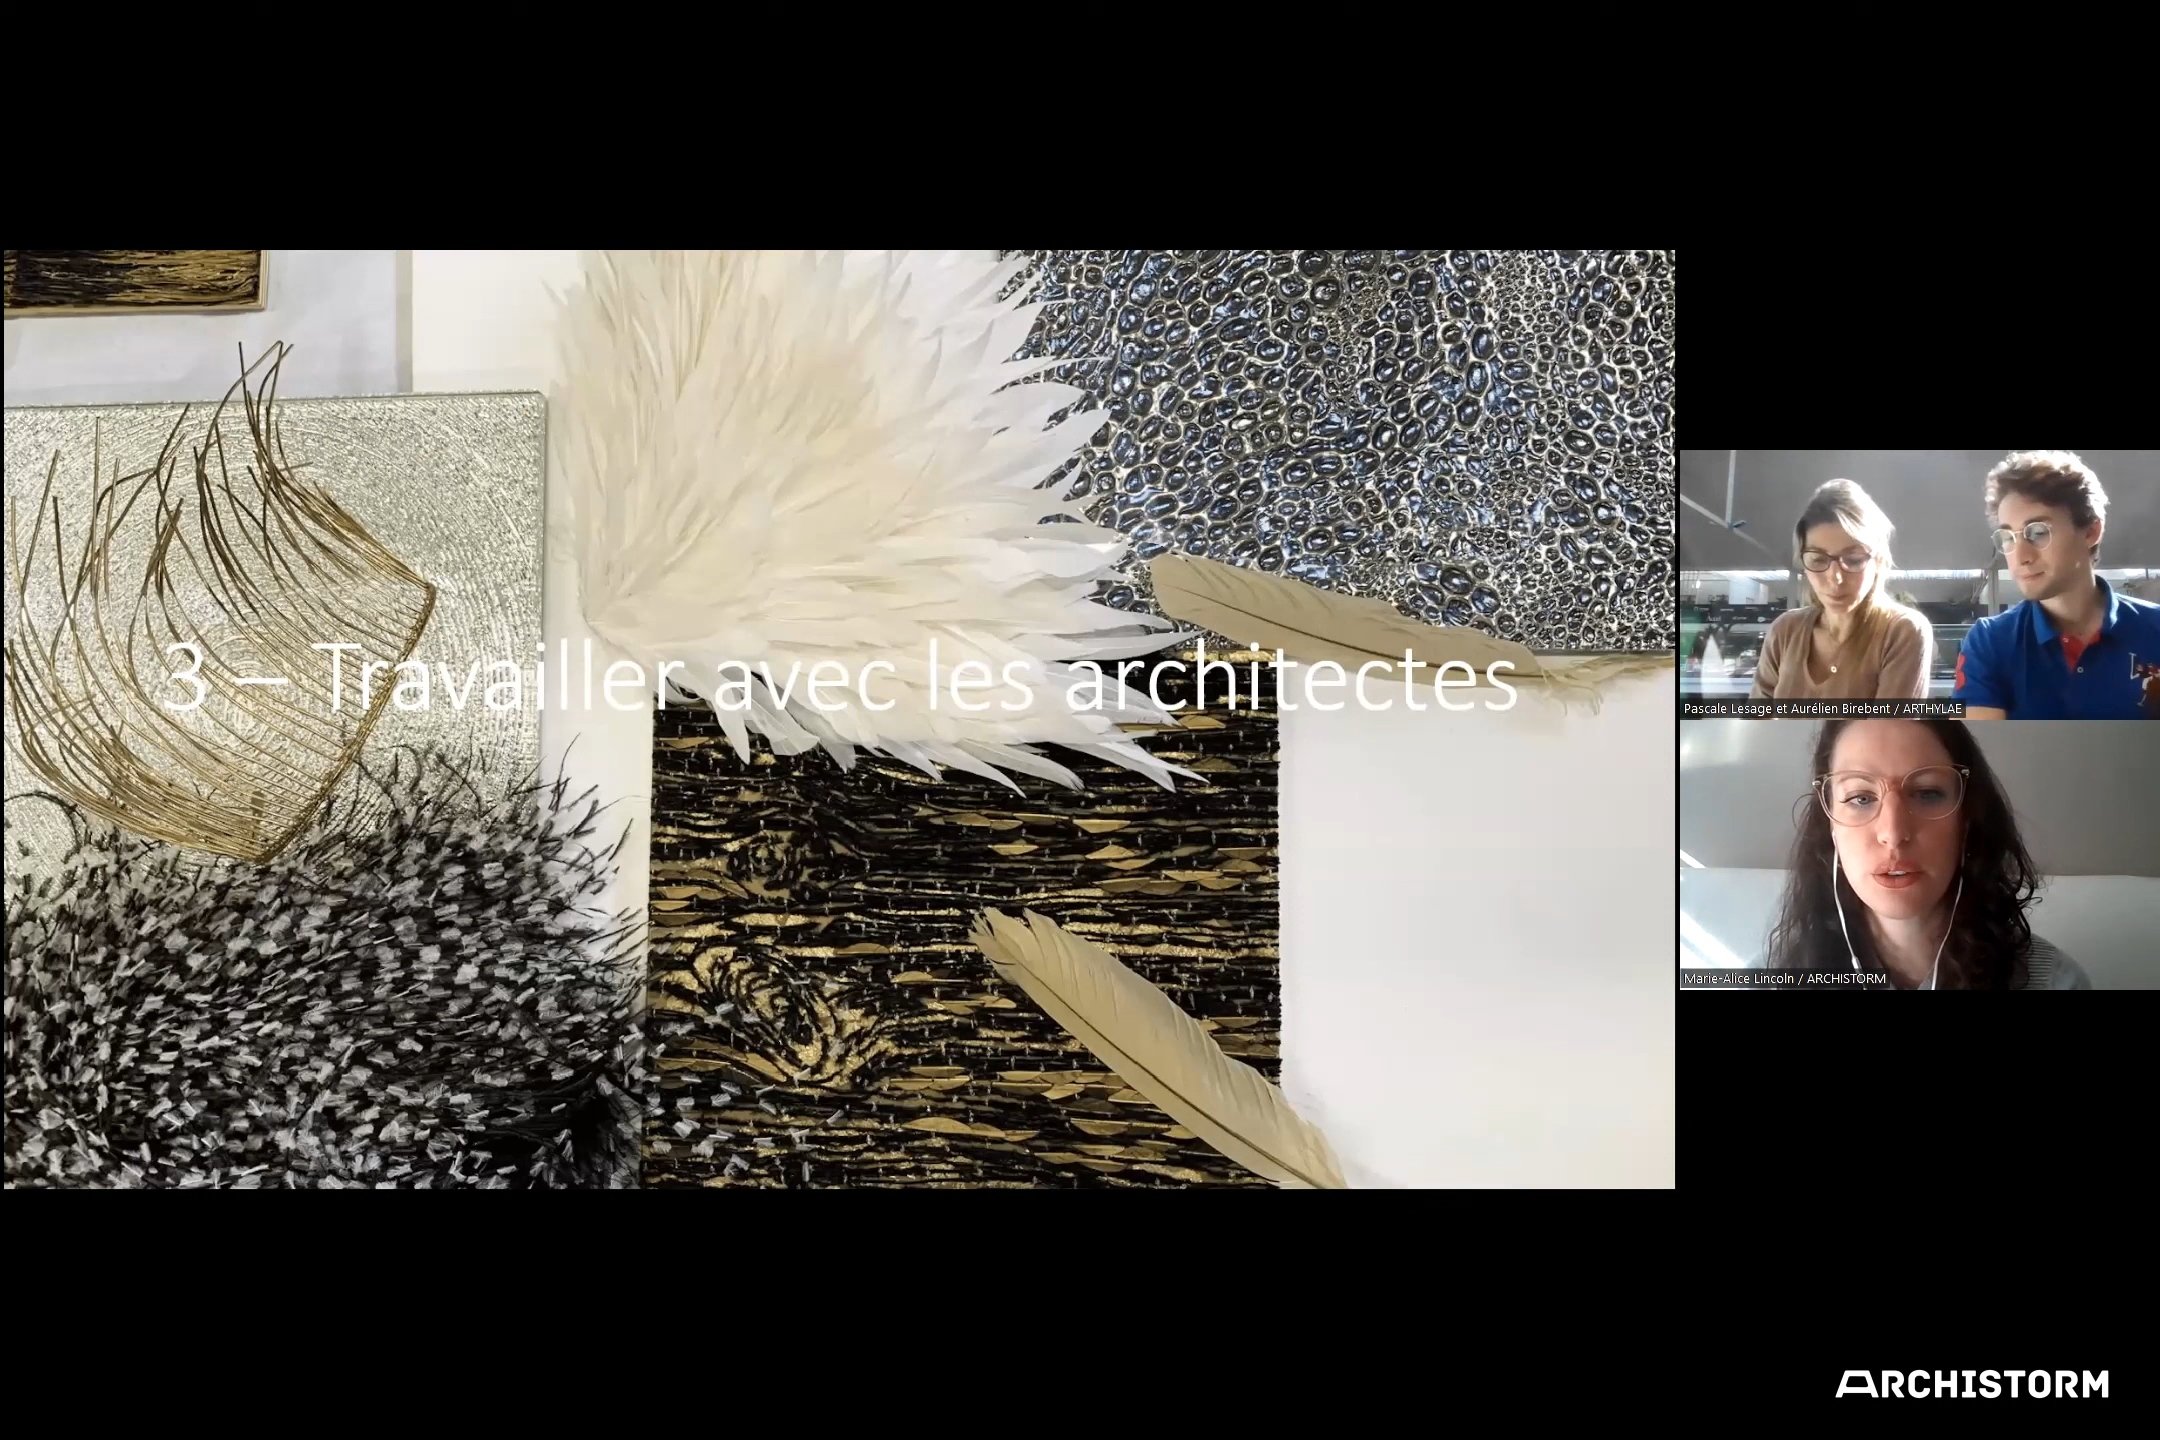 3 – Travailler avec les architectes
Pascale Lesage et Aurélien Birebent / ARTHYLAE
Marie-Alice Lincoln / ARCHISTORM
ARCHISTORM